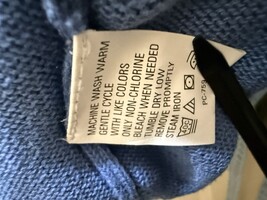 MACHINE WASH WARM
GENTLE CYCLE
WITH LIKE COLORS
ONLY NON-CHLORINE
BLEACH WHEN NEEDED
TUMBLE DRY LOW
REMOVE PROMPTLY
STEAM IRON